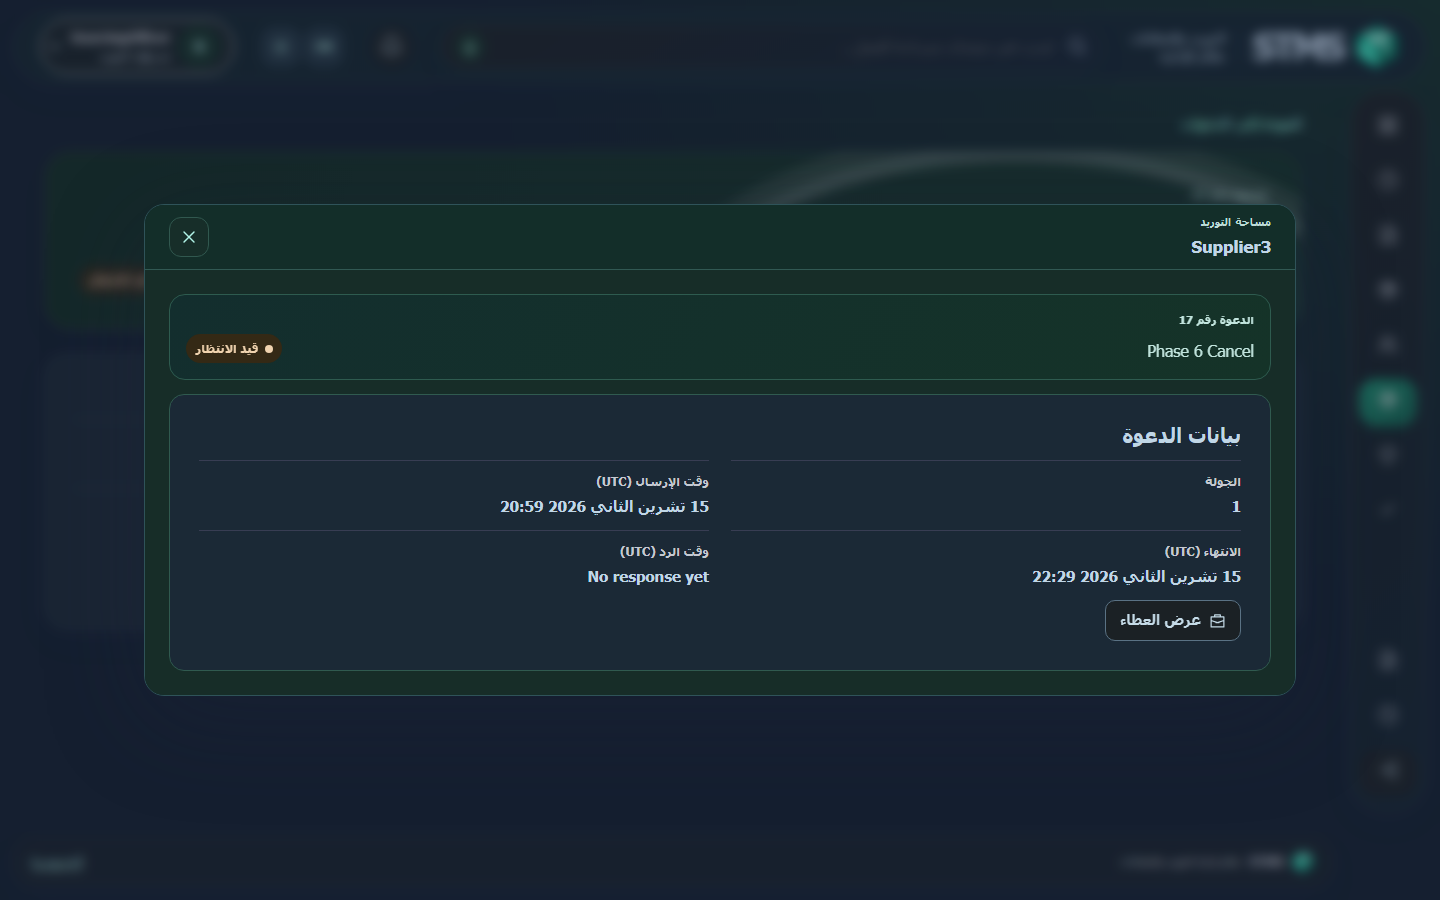 STMS
مساحة التوريد
Supplier3
الدعوة رقم 17
Phase 6 Cancel
قيد الانتظار
بيانات الدعوة
الجولة
1
وقت الإرسال (UTC)
15 تشرين الثاني 2026 20:59
الانتهاء (UTC)
15 تشرين الثاني 2026 22:29
وقت الرد (UTC)
No response yet
عرض العطاء